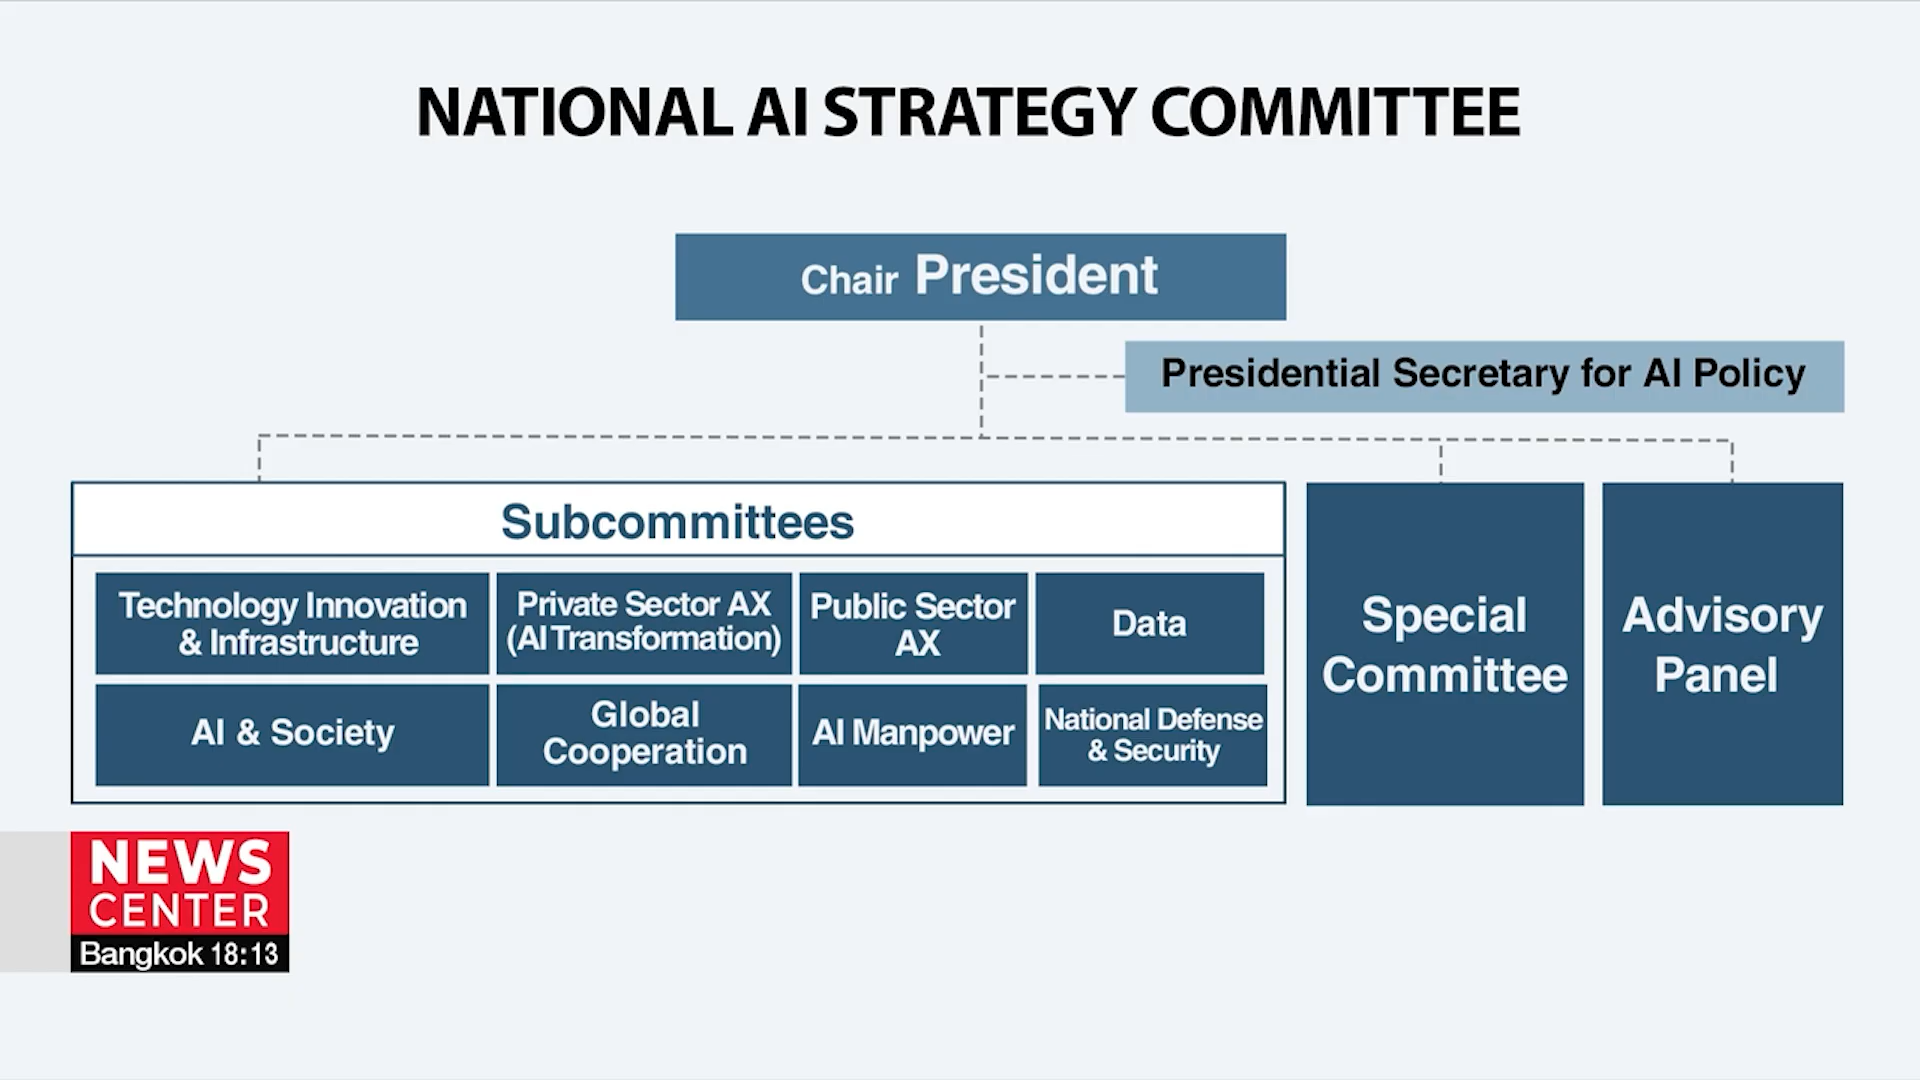 NATIONAL AI STRATEGY COMMITTEE
Chair President
Presidential Secretary for AI Policy
Subcommittees
Technology Innovation
& Infrastructure
Private Sector AX
(AI Transformation)
Public Sector
AX
Data
AI & Society
Global
Cooperation
AI Manpower
National Defense
& Security
Special
Committee
Advisory
Panel
NEWS
CENTER
Bangkok 18:13